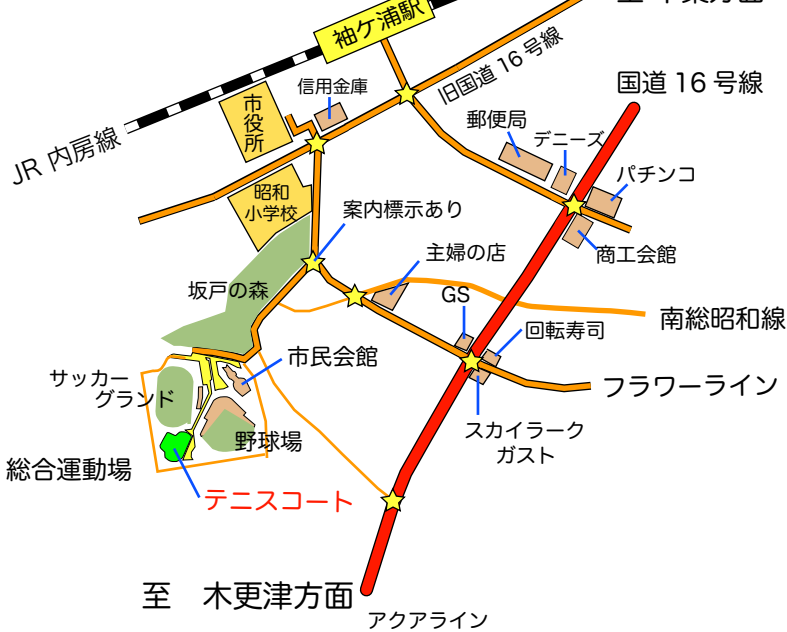 袖ケ浦駅
旧国道16号線
国道16号線
信用金庫
市
役
所
郵便局
デニーズ
JR 内房線
パチンコ
昭和
小学校
案内標示あり
商工会館
主婦の店
坂戸の森
GS
南総昭和線
回転寿司
市民会館
サッカー
グランド
フラワーライン
スカイラーク
ガスト
野球場
総合運動場
テニスコート
至 木更津方面
アクアライン